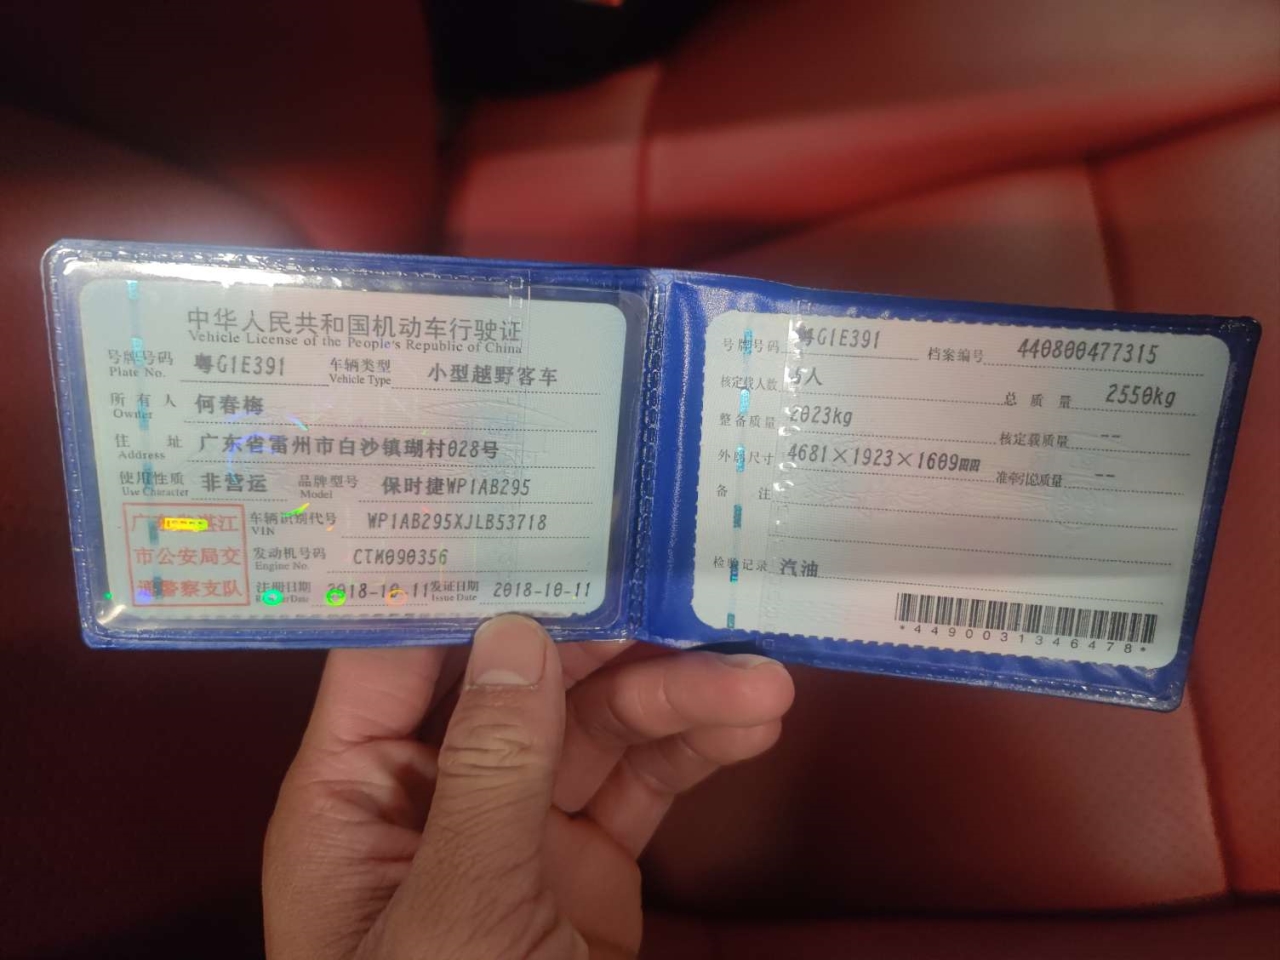 中华人民共和国机动车行驶证
Vehicle License of the People's Republic of China
号牌号码 Plate No. 粤G1E391 车辆类型 Vehicle Type 小型越野客车
所有人 Owner 何春梅
住址 Address 广东省雷州市白沙镇瑚村028号
使用性质 Use Character 非营运 品牌型号 Model 保时捷WP1AB295
车辆识别代号 VIN WP1AB295XJLB53718
发动机号码 Engine No. CTM090356
注册日期 2018-10-11 发证日期 Issue Date 2018-10-11
广东省湛江
市公安局交
通警察支队
号牌号码 粤G1E391 档案编号 440800477315
核定载人数 5人 总质量 2550kg
整备质量 2023kg 核定载质量 --
外廓尺寸 4681×1923×1609mm 准牵引总质量 --
备注
检验记录 汽油
*4490031346478*